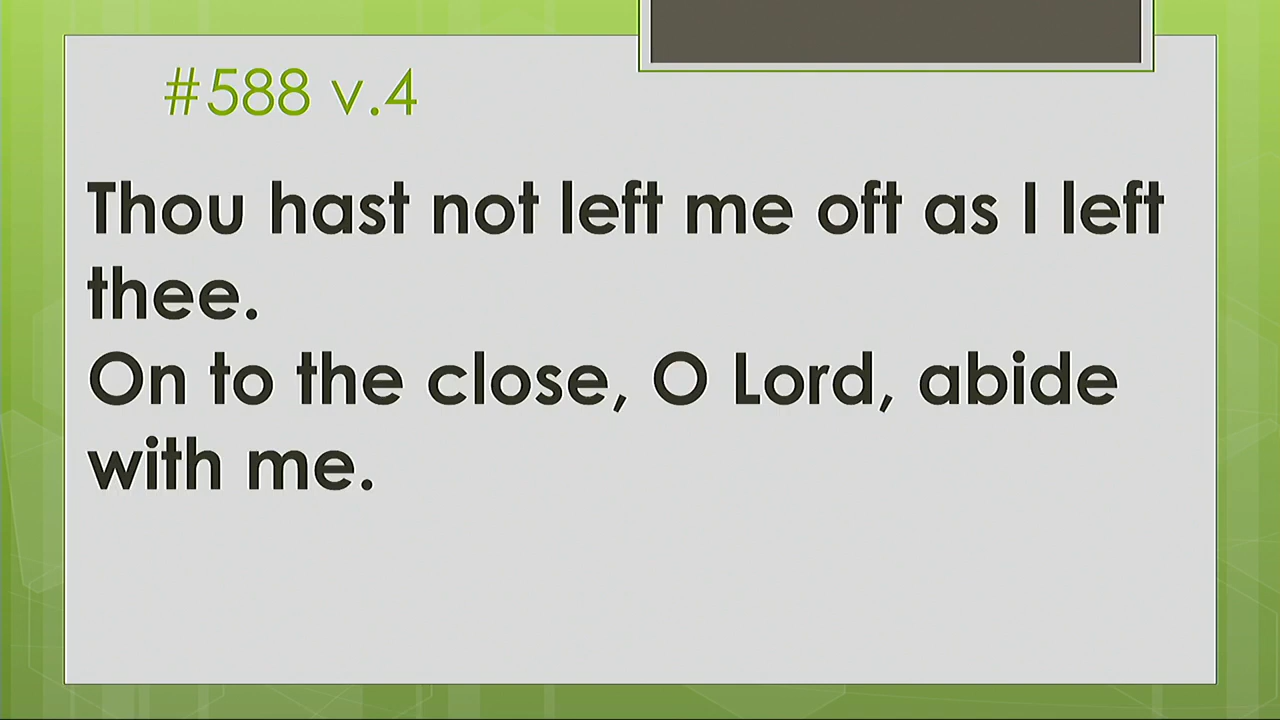 #588 v.4
Thou hast not left me oft as I left
thee.
On to the close, O Lord, abide
with me.